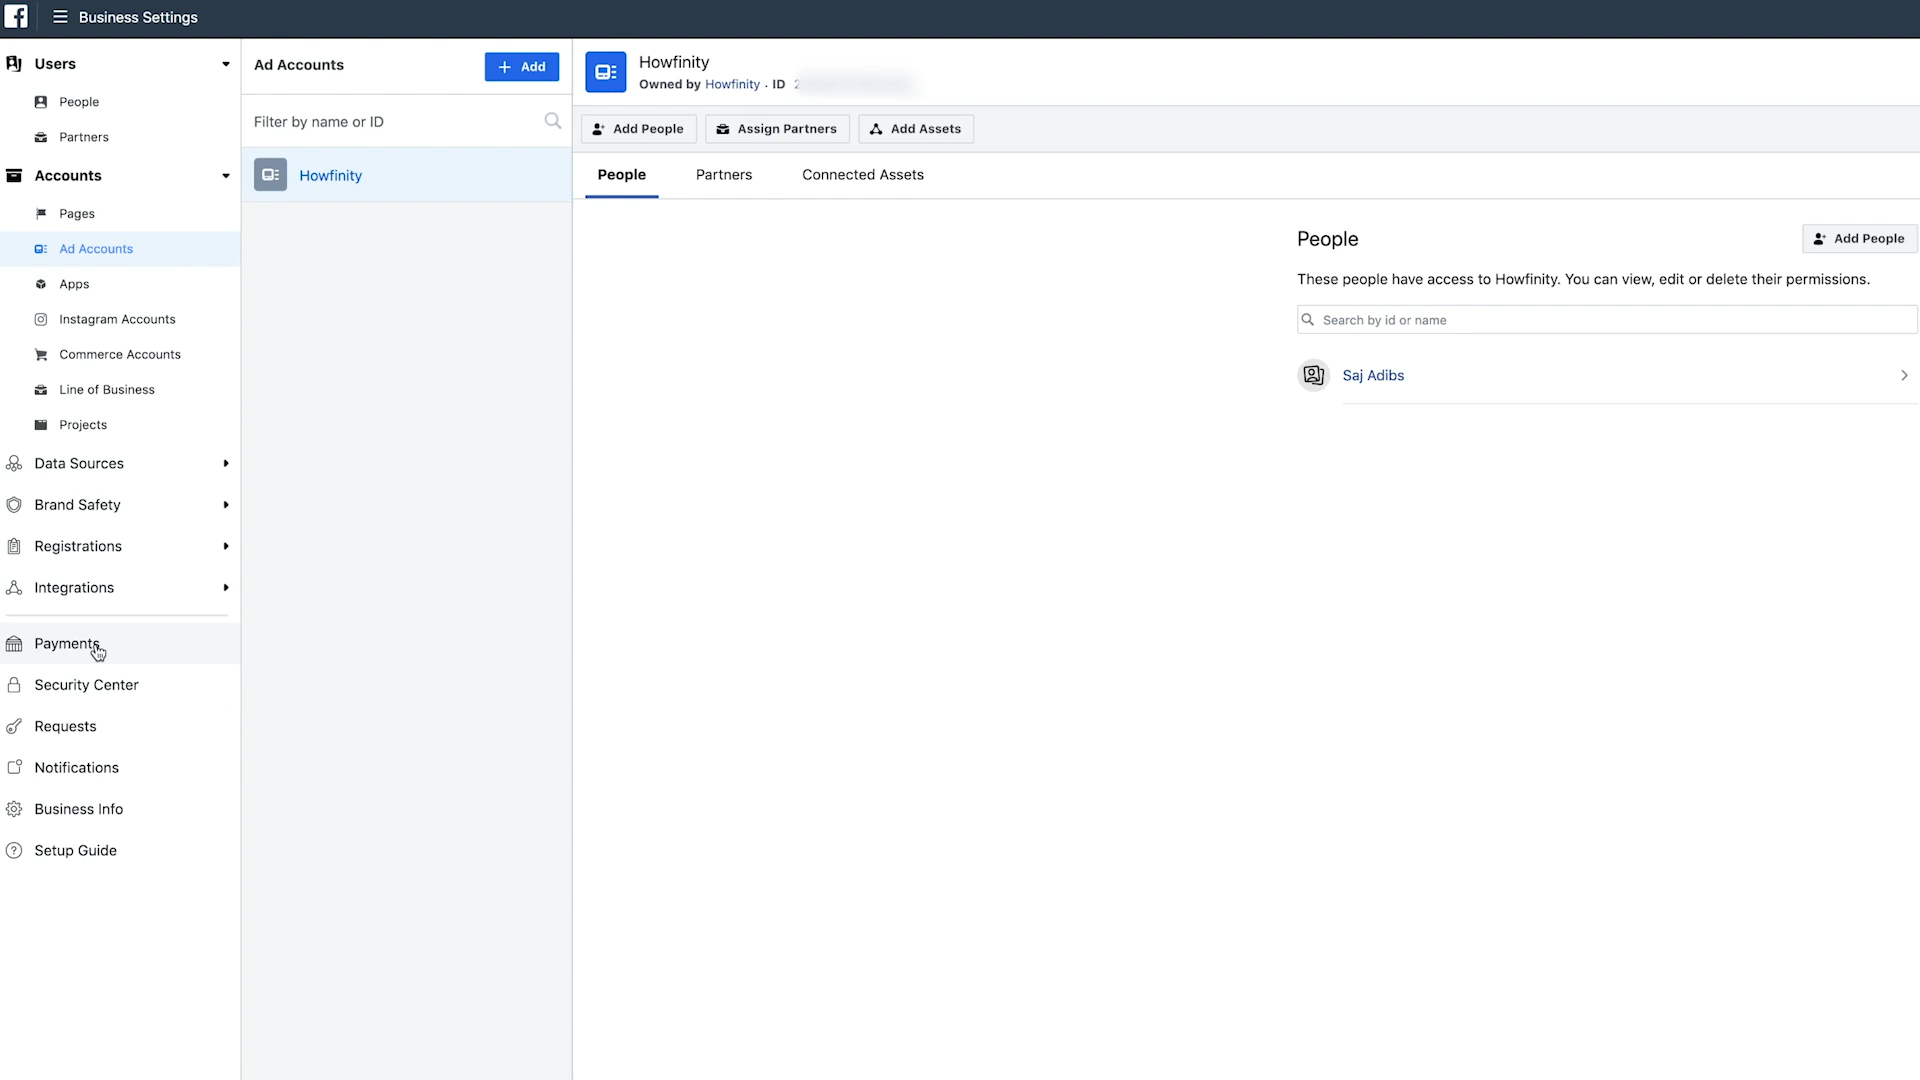 Business Settings
Users
People
Partners
Accounts
Pages
Ad Accounts
Apps
Instagram Accounts
Commerce Accounts
Line of Business
Projects
Data Sources
Brand Safety
Registrations
Integrations
Payments
Security Center
Requests
Notifications
Business Info
Setup Guide
Ad Accounts
+ Add
Filter by name or ID
Howfinity
Howfinity
Owned by Howfinity · ID 2
Add People
Assign Partners
Add Assets
People
Partners
Connected Assets
People
Add People
These people have access to Howfinity. You can view, edit or delete their permissions.
Search by id or name
Saj Adibs